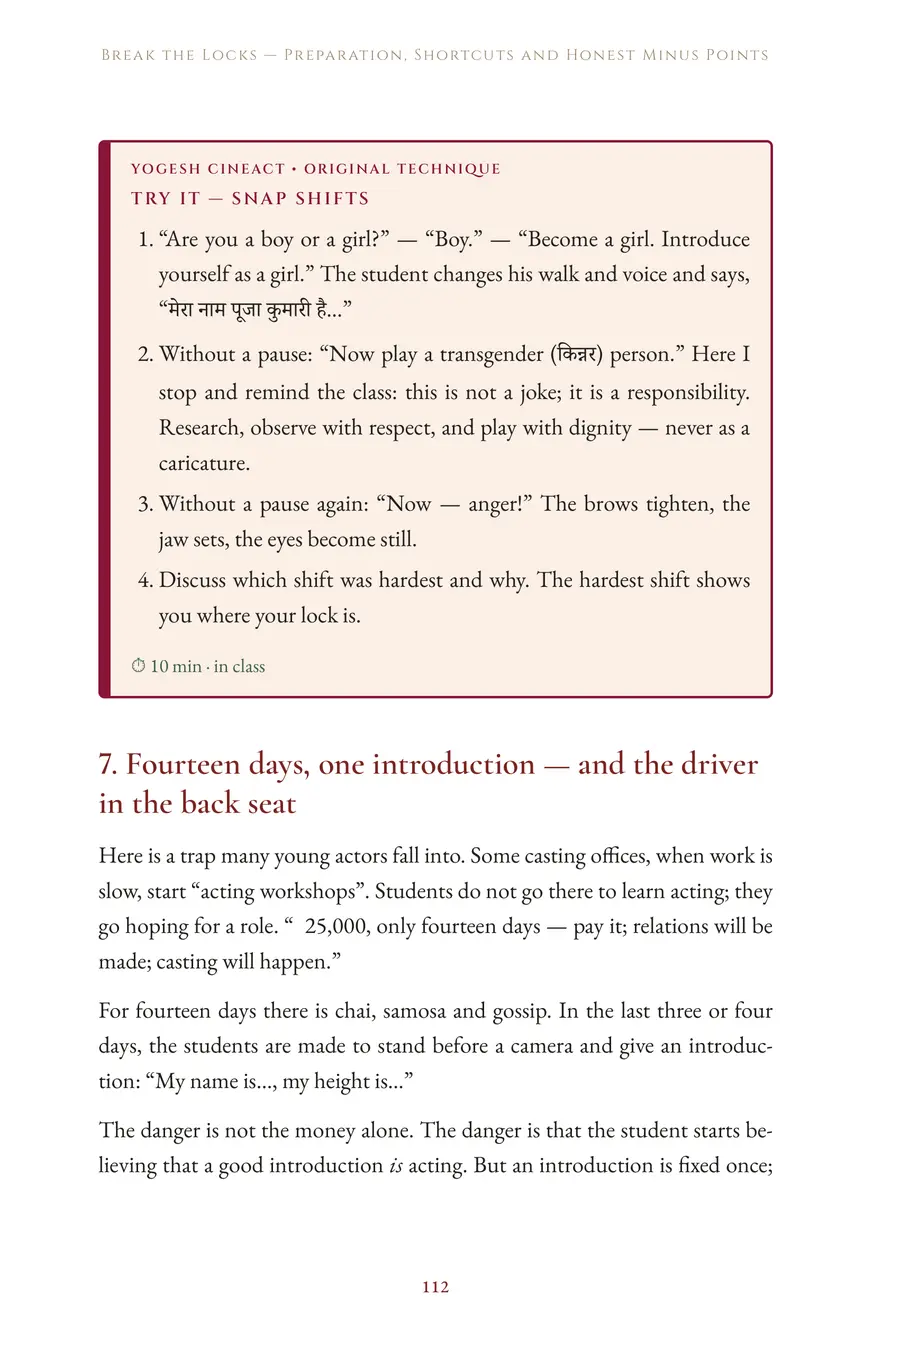 Break the Locks — Preparation, Shortcuts and Honest Minus Points
YOGESH CINEACT • ORIGINAL TECHNIQUE
TRY IT — SNAP SHIFTS
1. “Are you a boy or a girl?” — “Boy.” — “Become a girl. Introduce
yourself as a girl.” The student changes his walk and voice and says,
“मेरा नाम पूजा कुमारी है...”
2. Without a pause: “Now play a transgender (किन्नर) person.” Here I
stop and remind the class: this is not a joke; it is a responsibility.
Research, observe with respect, and play with dignity — never as a
caricature.
3. Without a pause again: “Now — anger!” The brows tighten, the
jaw sets, the eyes become still.
4. Discuss which shift was hardest and why. The hardest shift shows
you where your lock is.
⏱ 10 min · in class
7. Fourteen days, one introduction — and the driver
in the back seat
Here is a trap many young actors fall into. Some casting offices, when work is
slow, start “acting workshops”. Students do not go there to learn acting; they
go hoping for a role. “ 25,000, only fourteen days — pay it; relations will be
made; casting will happen.”
For fourteen days there is chai, samosa and gossip. In the last three or four
days, the students are made to stand before a camera and give an introduc-
tion: “My name is..., my height is...”
The danger is not the money alone. The danger is that the student starts be-
lieving that a good introduction is acting. But an introduction is fixed once;
112